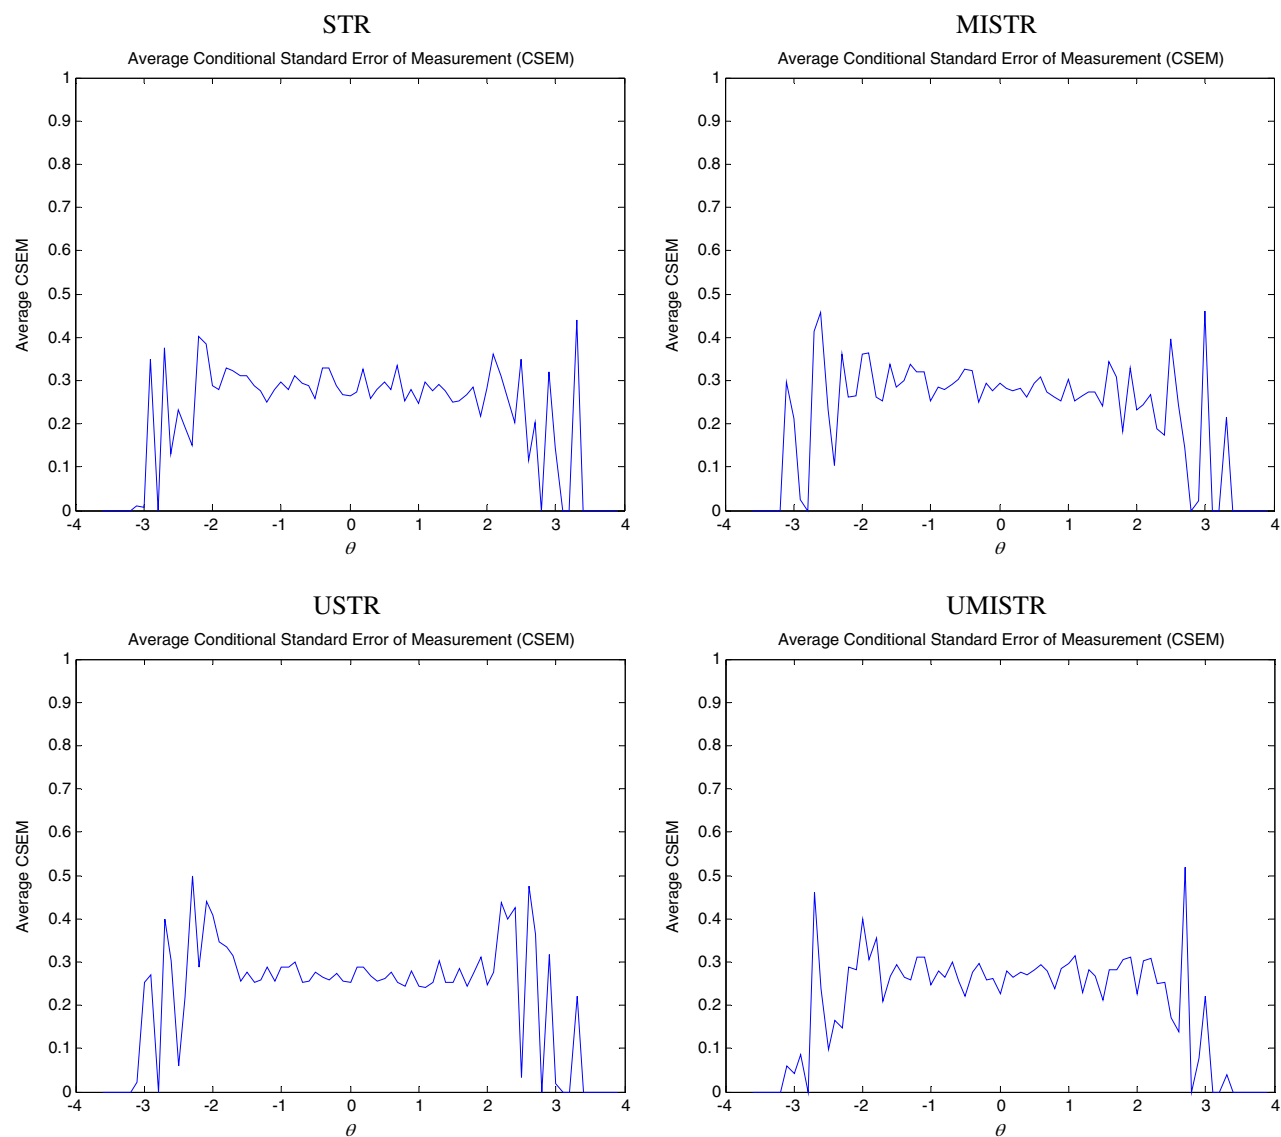 STR
Average Conditional Standard Error of Measurement (CSEM)
1
0.9
0.8
0.7
0.6
0.5
0.4
0.3
0.2
0.1
0
Average CSEM
-4 -3 -2 -1 0 1 2 3 4
θ
MISTR
Average Conditional Standard Error of Measurement (CSEM)
1
0.9
0.8
0.7
0.6
0.5
0.4
0.3
0.2
0.1
0
Average CSEM
-4 -3 -2 -1 0 1 2 3 4
θ
USTR
Average Conditional Standard Error of Measurement (CSEM)
1
0.9
0.8
0.7
0.6
0.5
0.4
0.3
0.2
0.1
0
Average CSEM
-4 -3 -2 -1 0 1 2 3 4
θ
UMISTR
Average Conditional Standard Error of Measurement (CSEM)
1
0.9
0.8
0.7
0.6
0.5
0.4
0.3
0.2
0.1
0
Average CSEM
-4 -3 -2 -1 0 1 2 3 4
θ